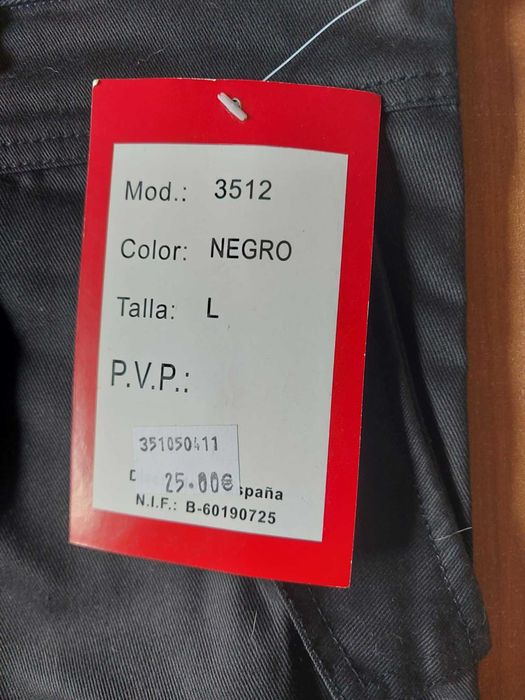 Mod.: 3512
Color: NEGRO
Talla: L
P.V.P.:
351050411
25.00€
spaña
N.I.F.: B-60190725